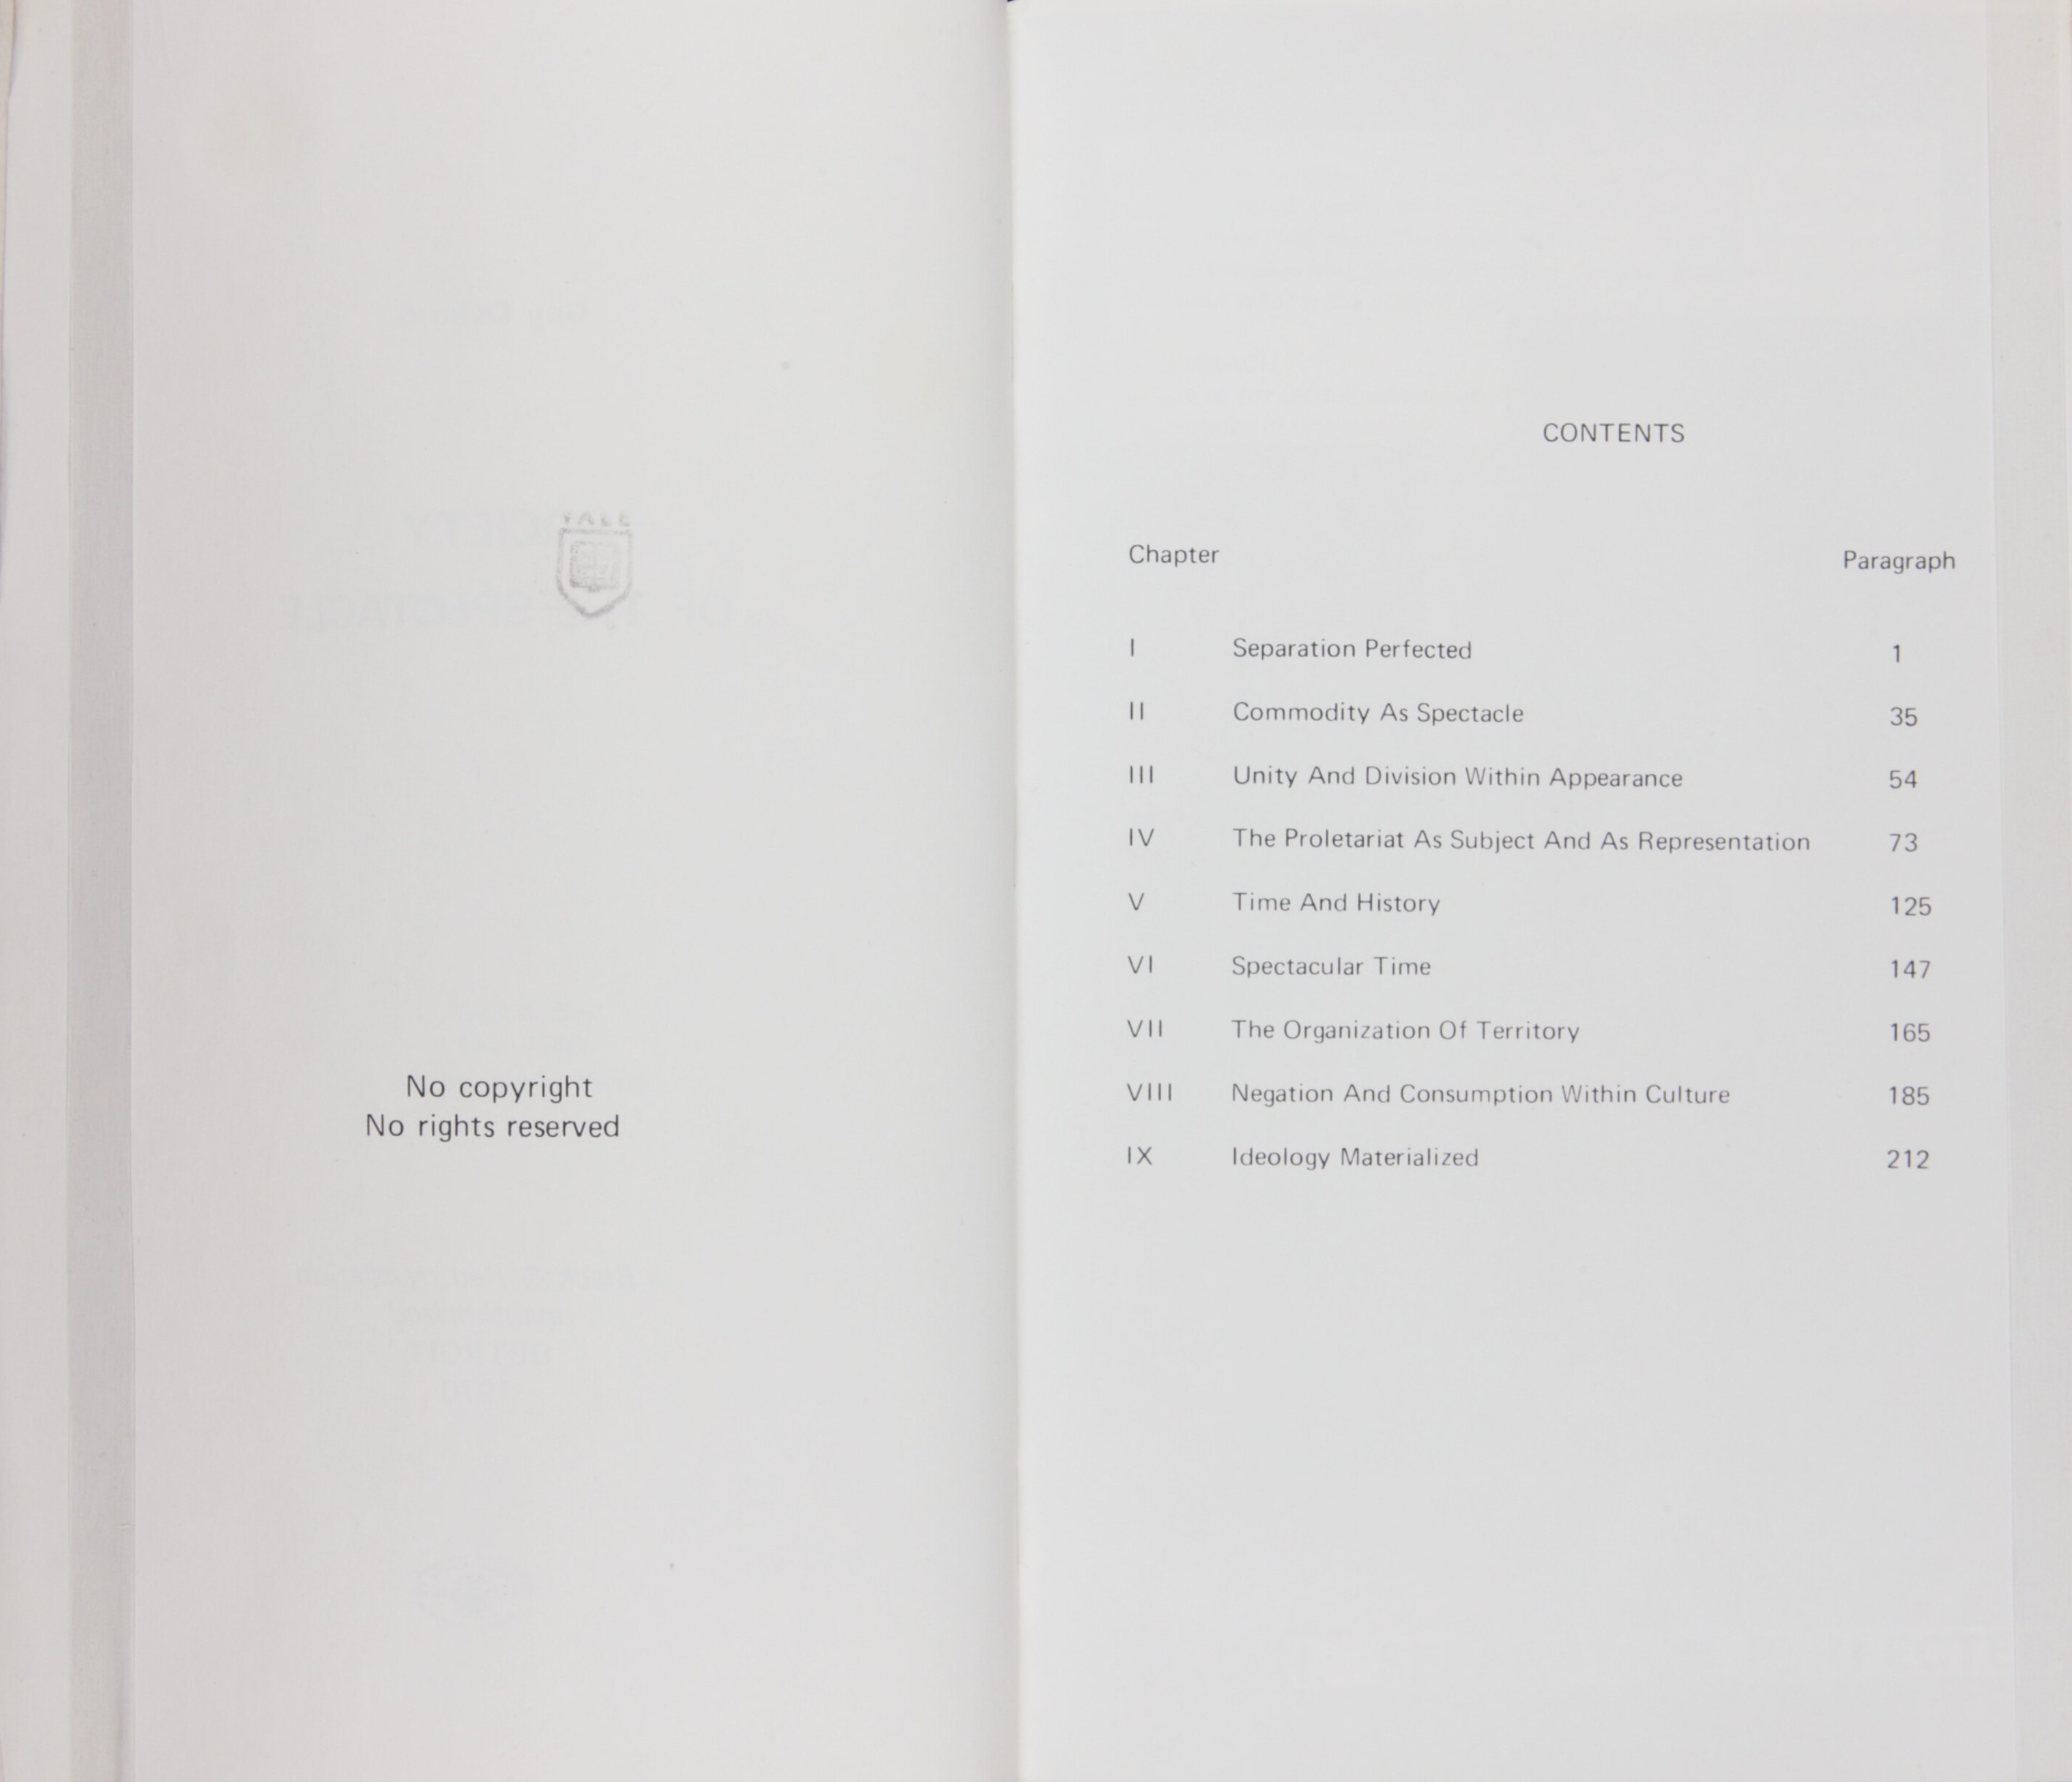 YALE
No copyright
No rights reserved
CONTENTS
Chapter Paragraph
I Separation Perfected 1
II Commodity As Spectacle 35
III Unity And Division Within Appearance 54
IV The Proletariat As Subject And As Representation 73
V Time And History 125
VI Spectacular Time 147
VII The Organization Of Territory 165
VIII Negation And Consumption Within Culture 185
IX Ideology Materialized 212